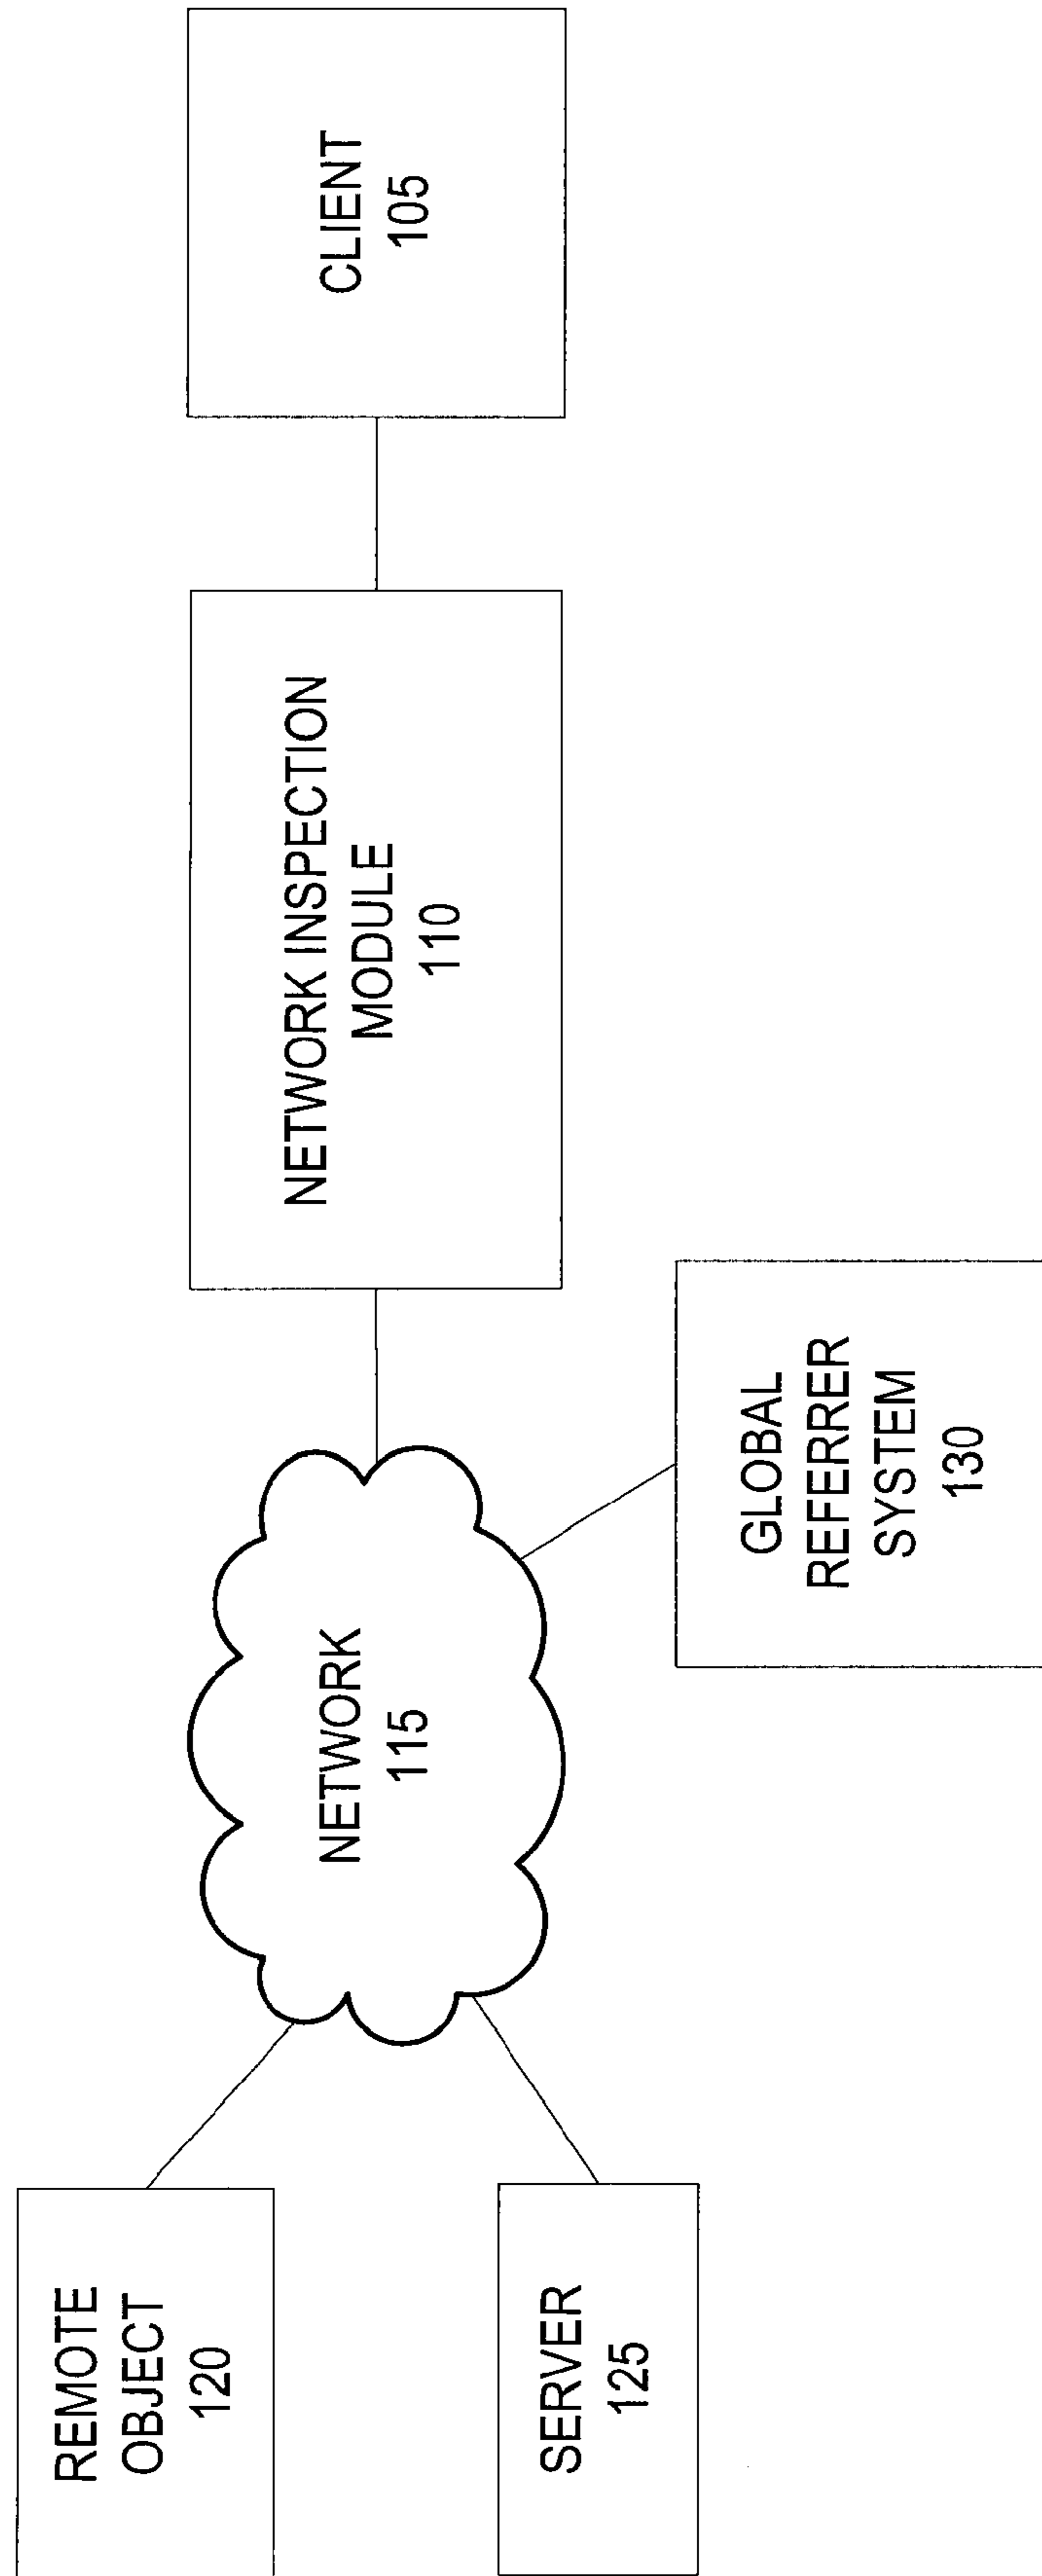 REMOTE
OBJECT
120
SERVER
125
NETWORK
115
GLOBAL
REFERRER
SYSTEM
130
NETWORK INSPECTION
MODULE
110
CLIENT
105